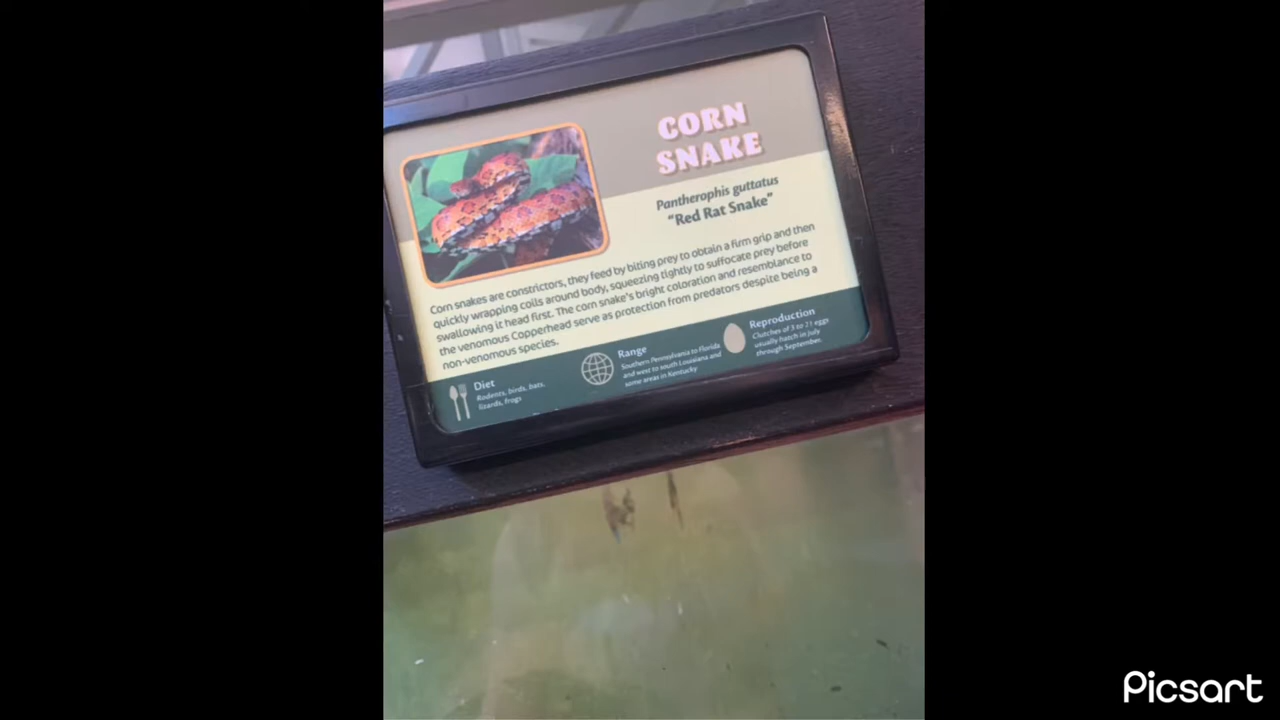 CORN
SNAKE
Pantherophis guttatus
"Red Rat Snake"
Corn snakes are constrictors, they feed by biting prey to obtain a firm grip and then
quickly wrapping coils around body, squeezing tightly to suffocate prey before
swallowing it head first. The corn snake's bright coloration and resemblance to
the venomous Copperhead serve as protection from predators despite being a
non-venomous species.
Diet
Rodents, birds, bats,
lizards, frogs
Range
Southern Pennsylvania to Florida
and west to south Louisiana and
some areas in Kentucky
Reproduction
Clutches of 3 to 21 eggs
usually hatch in July
through September.
Picsart